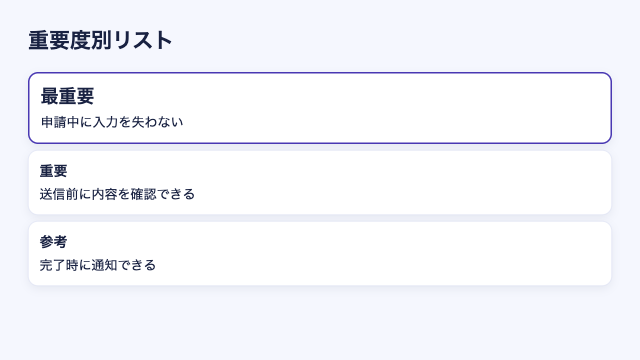 重要度別リスト
最重要
申請中に入力を失わない
重要
送信前に内容を確認できる
参考
完了時に通知できる